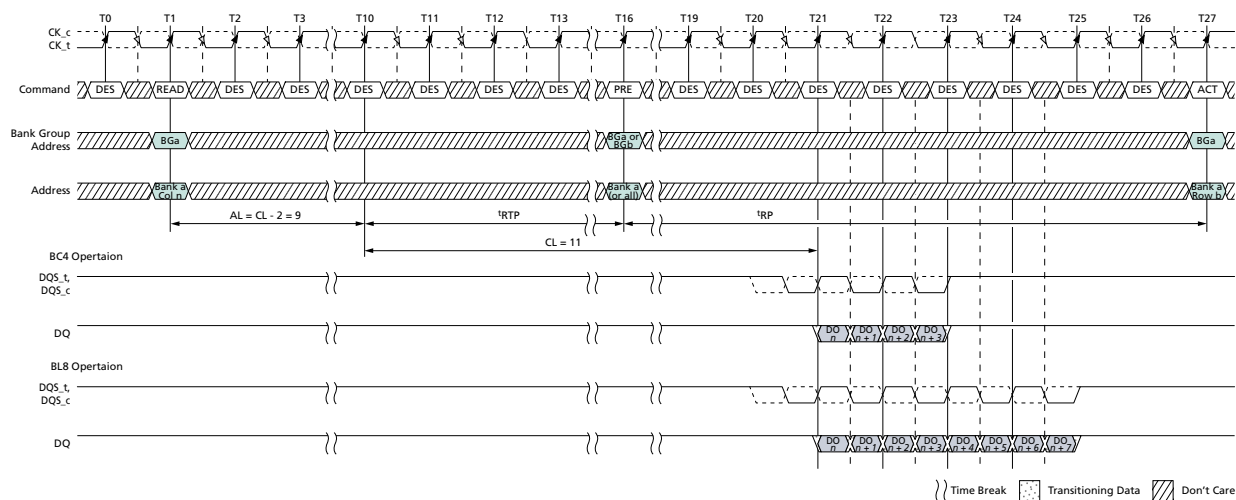 T0 T1 T2 T3 T10 T11 T12 T13 T16 T19 T20 T21 T22 T23 T24 T25 T26 T27
CK_c
CK_t
Command DES READ DES DES DES DES DES DES PRE DES DES DES DES DES DES DES DES ACT
Bank Group
Address
BGa
BGa or
BGb
BGa
Address
Bank a
Col n
Bank a
(or all)
Bank a
Row b
AL = CL - 2 = 9
tRTP
tRP
CL = 11
BC4 Opertaion
DQS_t,
DQS_c
DQ
DO
n
DO
n + 1
DO
n + 2
DO
n + 3
BL8 Opertaion
DQS_t,
DQS_c
DQ
DO
n
DO
n + 1
DO
n + 2
DO
n + 3
DO
n + 4
DO
n + 5
DO
n + 6
DO
n + 7
Time Break Transitioning Data Don't Care